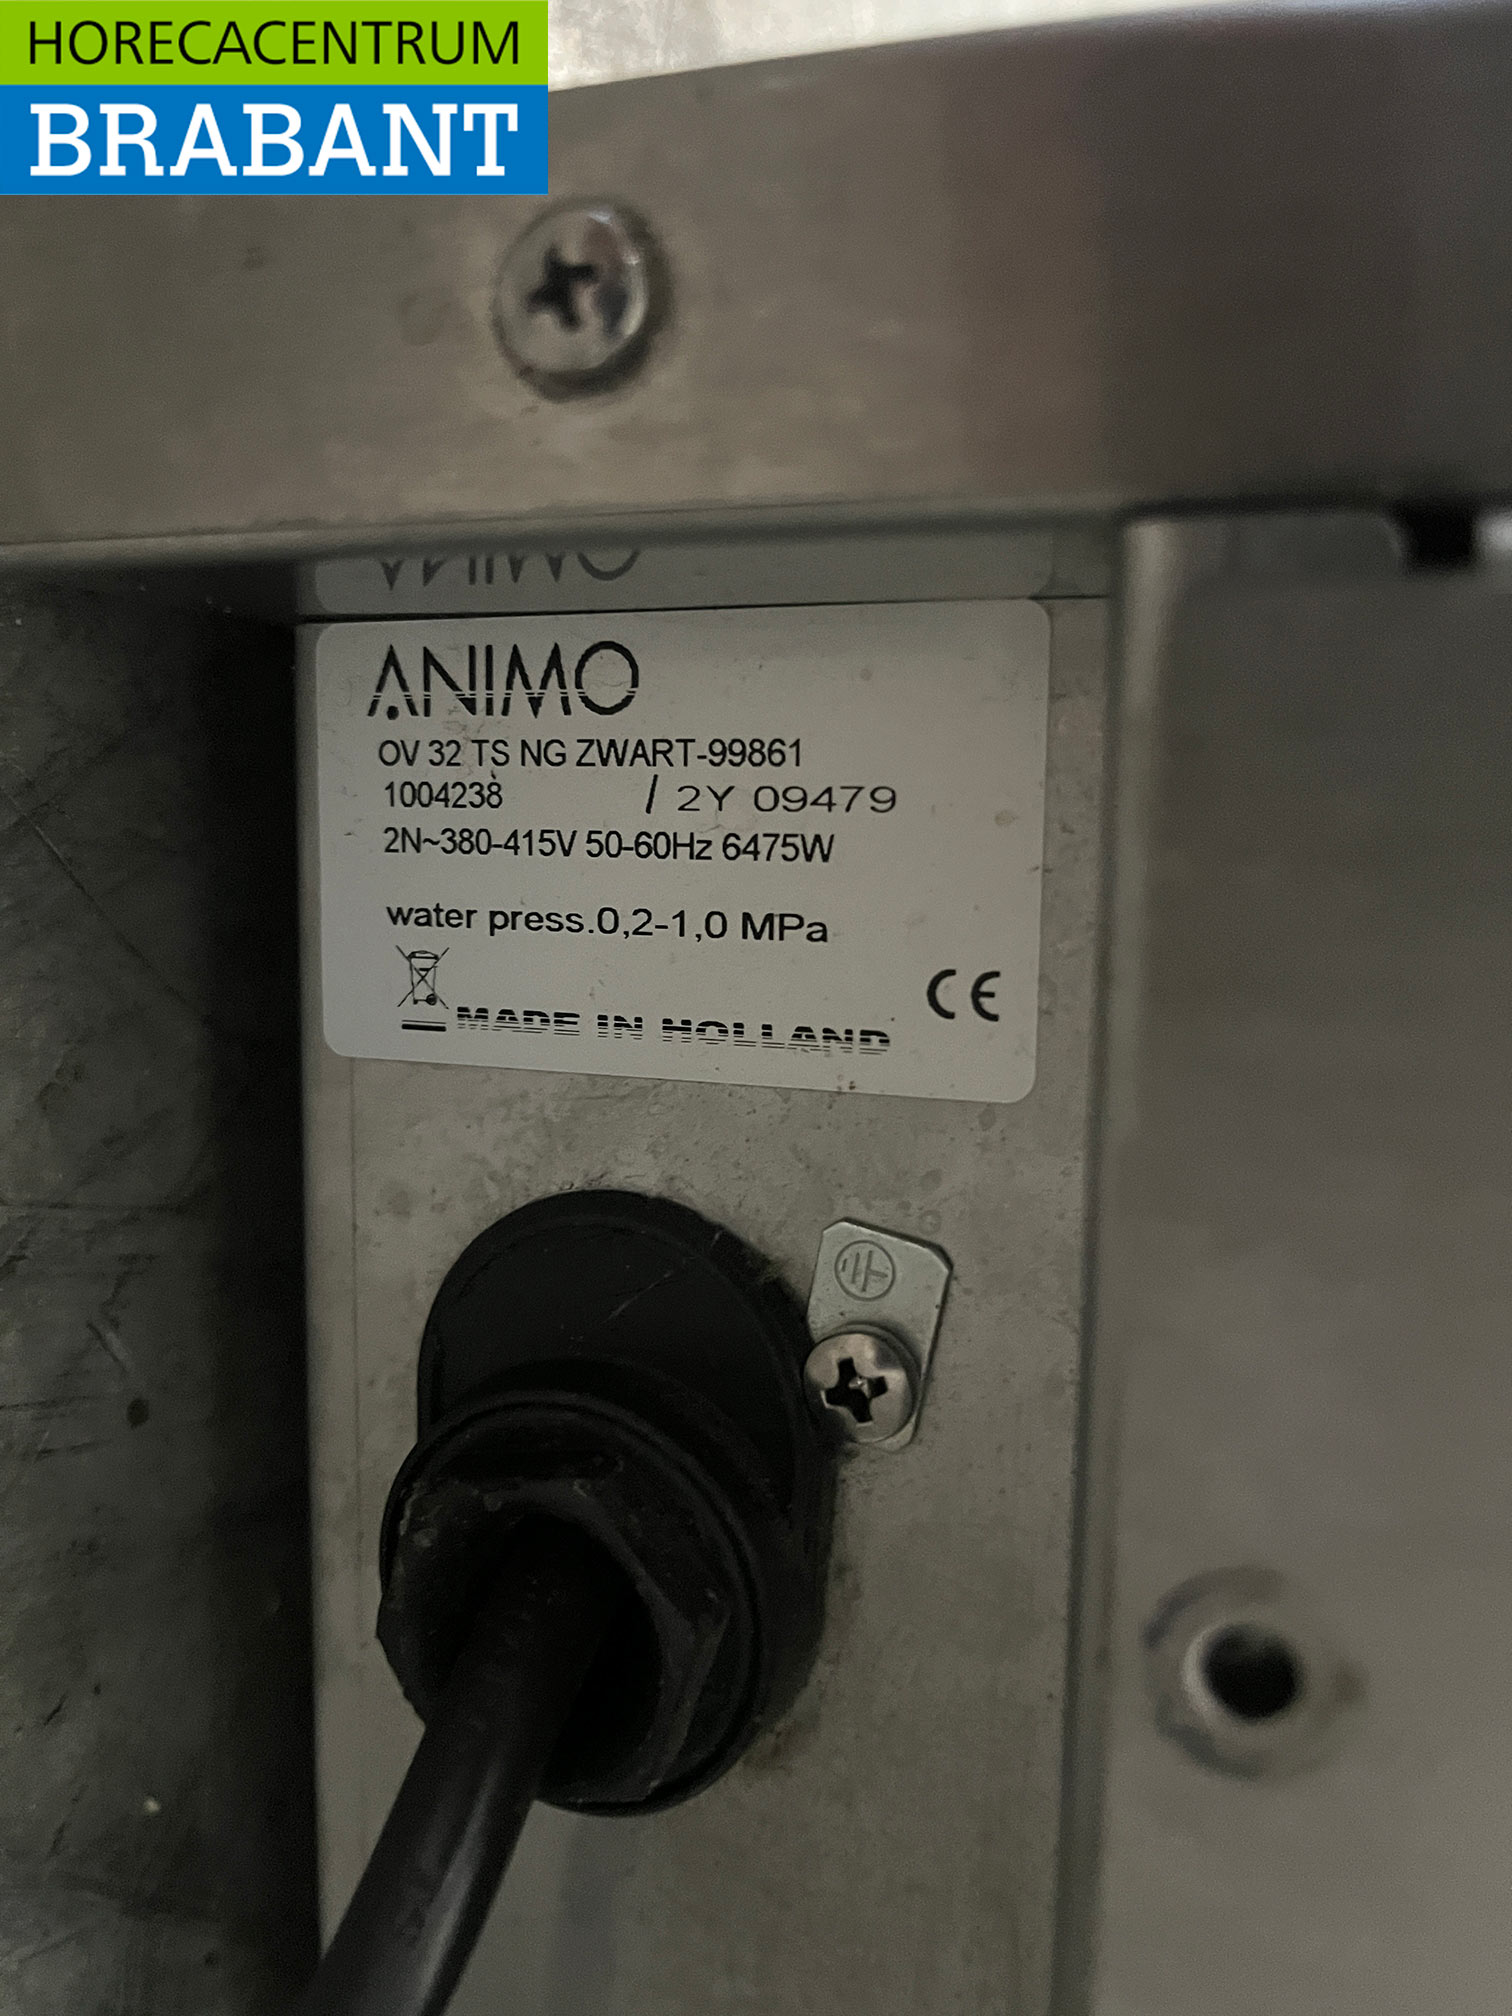 HORECACENTRUM
BRABANT
ANIMO
OV 32 TS NG ZWART-99861
1004238 / 2Y 09479
2N~380-415V 50-60Hz 6475W
water press.0,2-1,0 MPa
CE
MADE IN HOLLAND